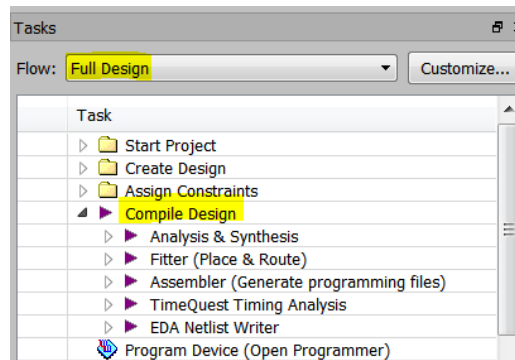 Tasks
Flow: Full Design Customize...
Task
Start Project
Create Design
Assign Constraints
Compile Design
Analysis & Synthesis
Fitter (Place & Route)
Assembler (Generate programming files)
TimeQuest Timing Analysis
EDA Netlist Writer
Program Device (Open Programmer)